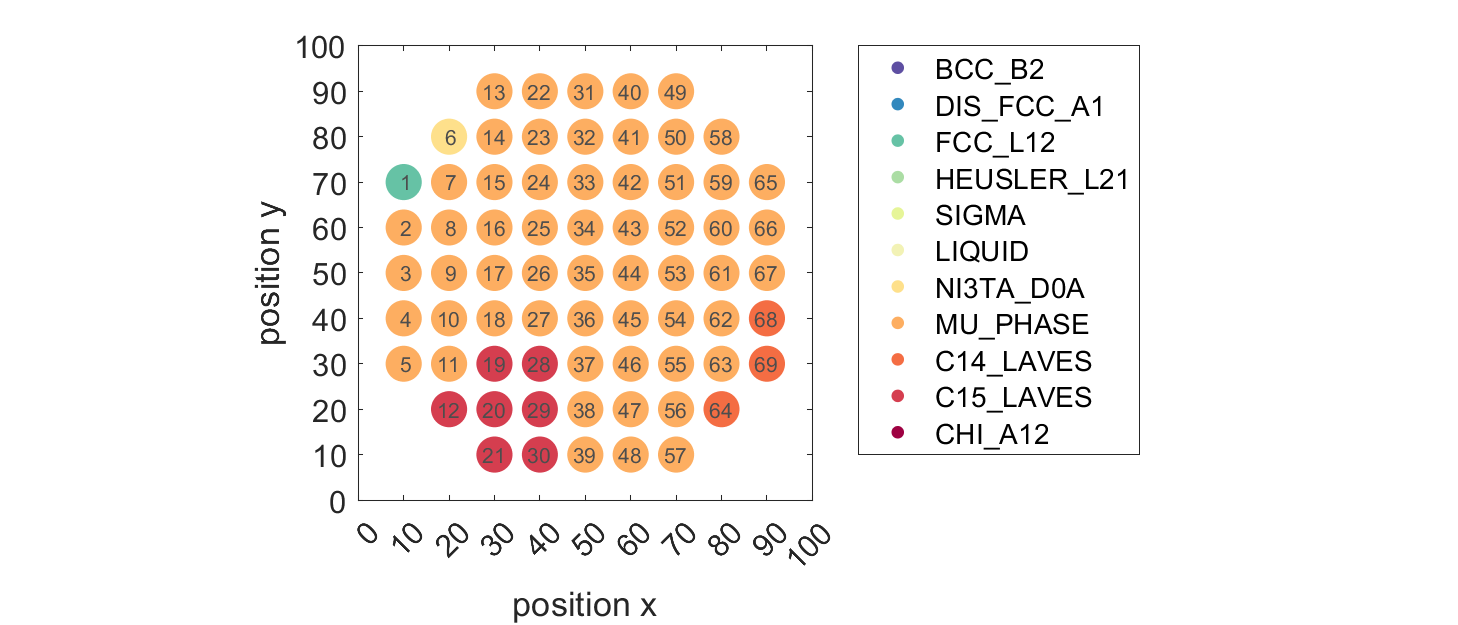 100
90
80
70
60
50
40
30
20
10
0
position y
13 22 31 40 49
6 14 23 32 41 50 58
1 7 15 24 33 42 51 59 65
2 8 16 25 34 43 52 60 66
3 9 17 26 35 44 53 61 67
4 10 18 27 36 45 54 62 68
5 11 19 28 37 46 55 63 69
12 20 29 38 47 56 64
21 30 39 48 57
0 10 20 30 40 50 60 70 80 90 100
position x
BCC_B2
DIS_FCC_A1
FCC_L12
HEUSLER_L21
SIGMA
LIQUID
NI3TA_D0A
MU_PHASE
C14_LAVES
C15_LAVES
CHI_A12